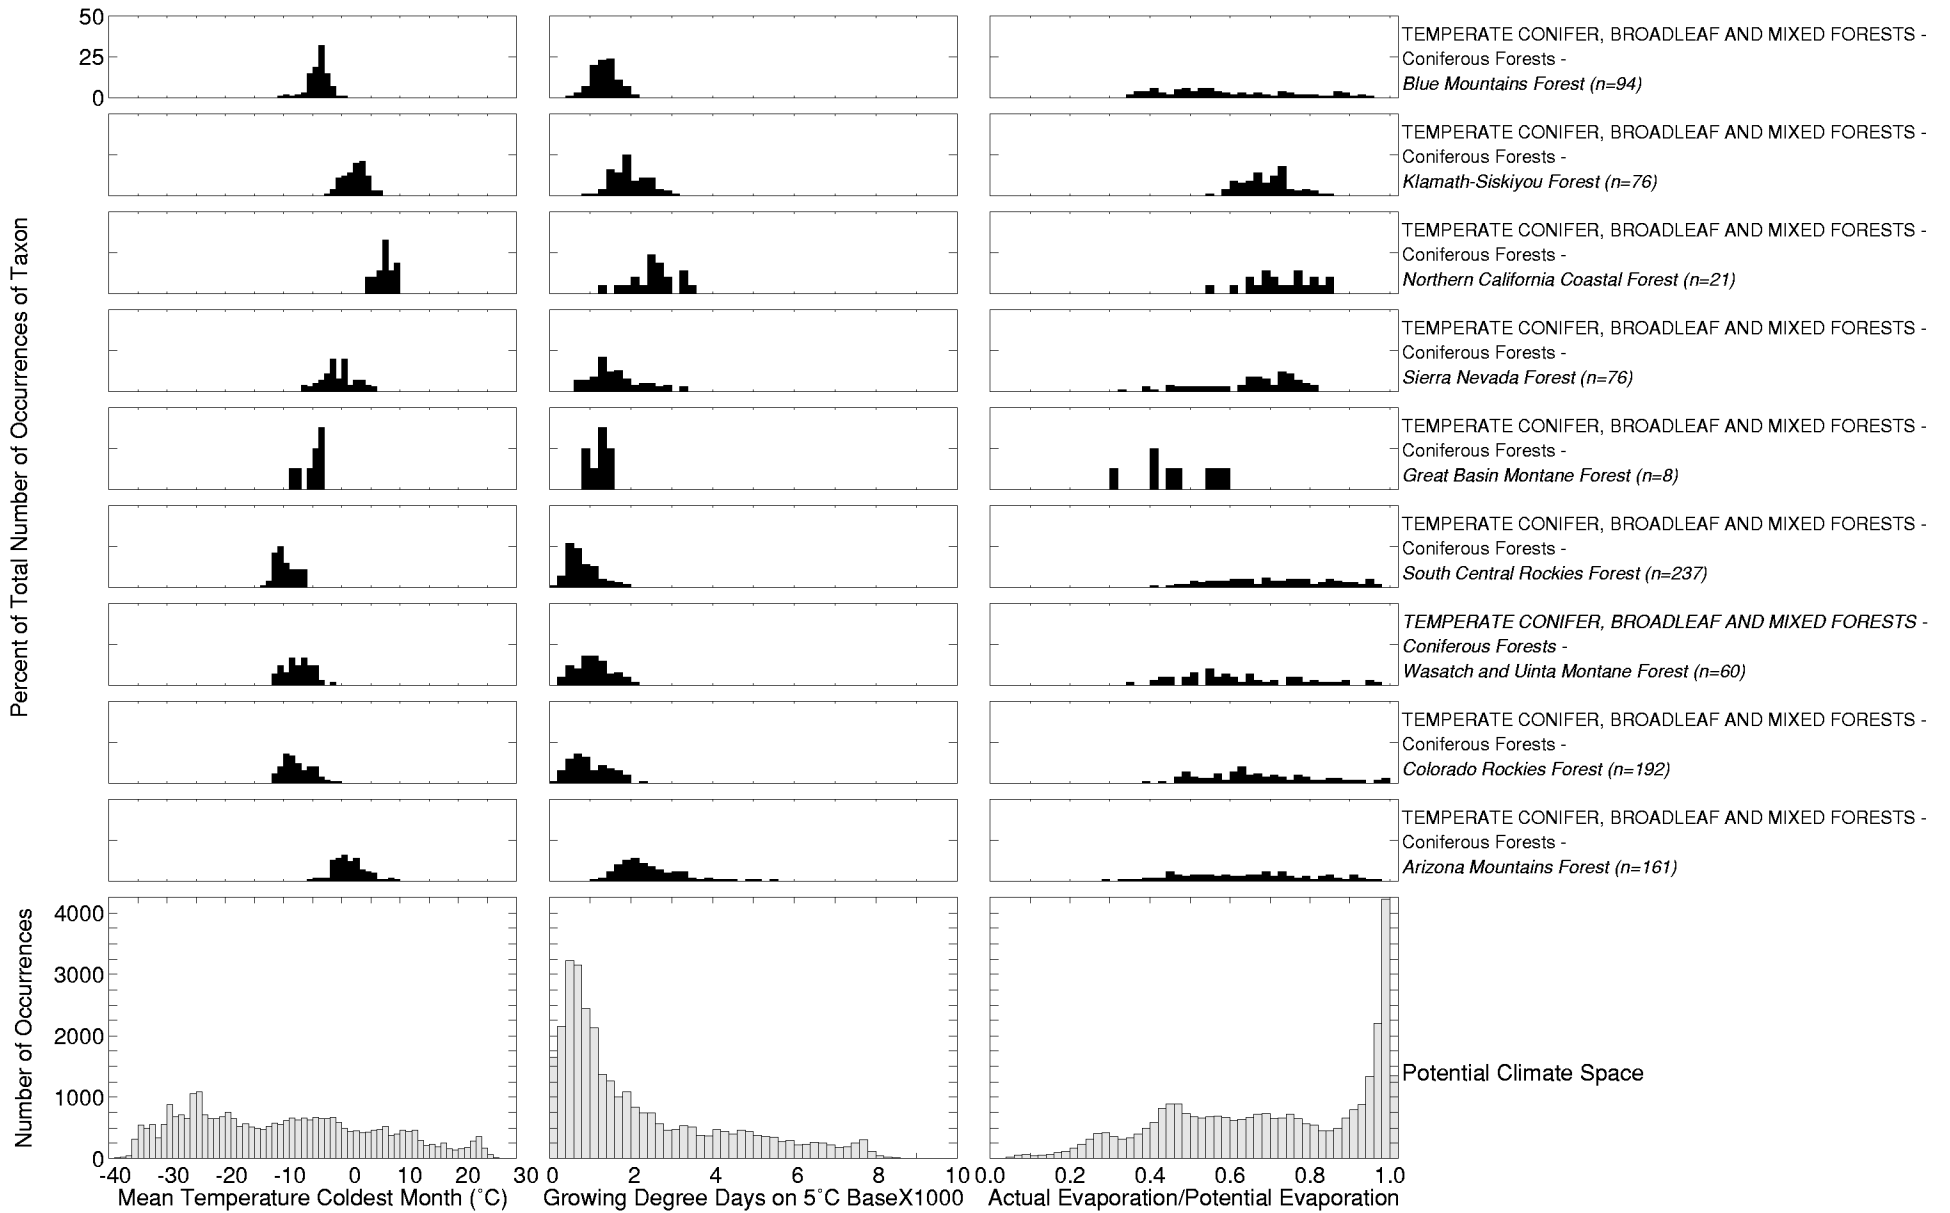 50
25
0
TEMPERATE CONIFER, BROADLEAF AND MIXED FORESTS -
Coniferous Forests -
Blue Mountains Forest (n=94)
TEMPERATE CONIFER, BROADLEAF AND MIXED FORESTS -
Coniferous Forests -
Klamath-Siskiyou Forest (n=76)
TEMPERATE CONIFER, BROADLEAF AND MIXED FORESTS -
Coniferous Forests -
Northern California Coastal Forest (n=21)
TEMPERATE CONIFER, BROADLEAF AND MIXED FORESTS -
Coniferous Forests -
Sierra Nevada Forest (n=76)
TEMPERATE CONIFER, BROADLEAF AND MIXED FORESTS -
Coniferous Forests -
Great Basin Montane Forest (n=8)
TEMPERATE CONIFER, BROADLEAF AND MIXED FORESTS -
Coniferous Forests -
South Central Rockies Forest (n=237)
TEMPERATE CONIFER, BROADLEAF AND MIXED FORESTS -
Coniferous Forests -
Wasatch and Uinta Montane Forest (n=60)
TEMPERATE CONIFER, BROADLEAF AND MIXED FORESTS -
Coniferous Forests -
Colorado Rockies Forest (n=192)
TEMPERATE CONIFER, BROADLEAF AND MIXED FORESTS -
Coniferous Forests -
Arizona Mountains Forest (n=161)
Percent of Total Number of Occurrences of Taxon
Number of Occurrences
4000
3000
2000
1000
0
Potential Climate Space
-40 -30 -20 -10 0 10 20 30
0 2 4 6 8 10
0.0 0.2 0.4 0.6 0.8 1.0
Mean Temperature Coldest Month (˚C)
Growing Degree Days on 5˚C BaseX1000
Actual Evaporation/Potential Evaporation